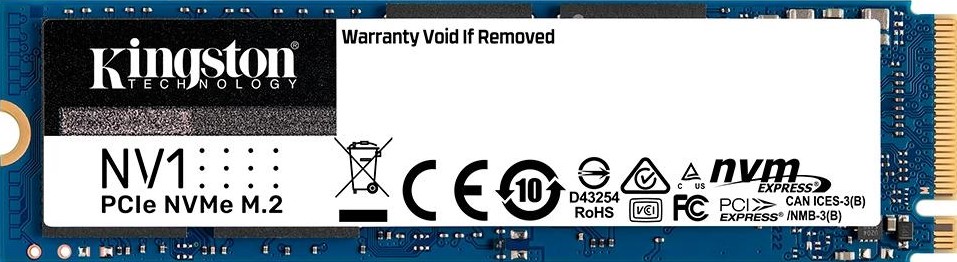 Kingston®
TECHNOLOGY
Warranty Void If Removed
NV1
PCIe NVMe M.2
CE
10
D43254
RoHS
VCI
C US
FC
nvm
EXPRESS®
PCI
EXPRESS®
CAN ICES-3(B)
/NMB-3(B)